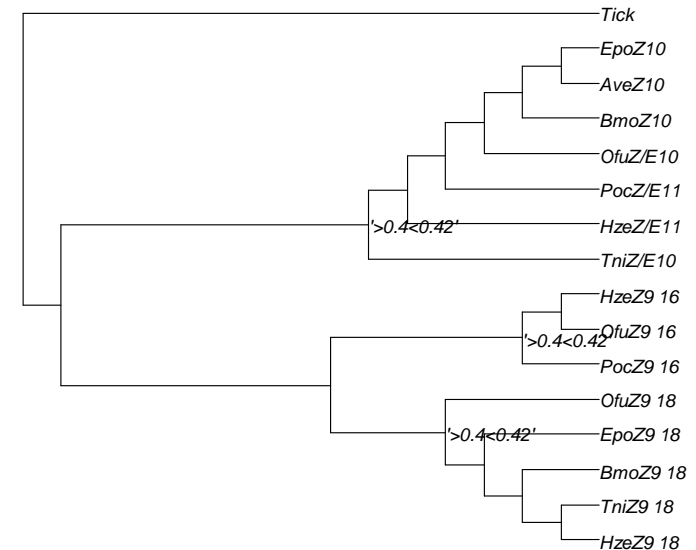 Tick
EpoZ10
AveZ10
BmoZ10
OfuZ/E10
PocZ/E11
HzeZ/E11
'>0.4<0.42'
TniZ/E10
HzeZ9 16
OfuZ9 16
'>0.4<0.42'
PocZ9 16
OfuZ9 18
EpoZ9 18
'>0.4<0.42'
BmoZ9 18
TniZ9 18
HzeZ9 18